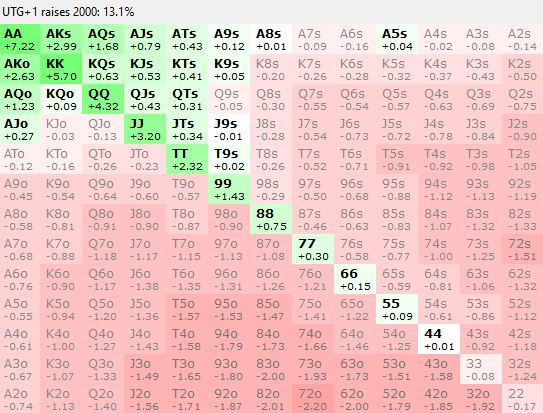 UTG+1 raises 2000: 13.1%
AA AKs AQs AJs ATs A9s A8s A7s A6s A5s A4s A3s A2s
+7.22 +2.99 +1.68 +0.79 +0.43 +0.12 +0.01 -0.09 -0.16 +0.04 -0.02 -0.08 -0.14
AKo KK KQs KJs KTs K9s K8s K7s K6s K5s K4s K3s K2s
+2.63 +5.70 +0.63 +0.53 +0.41 +0.05 -0.20 -0.26 -0.28 -0.32 -0.37 -0.43 -0.50
AQo KQo QQ QJs QTs Q9s Q8s Q7s Q6s Q5s Q4s Q3s Q2s
+1.23 +0.09 +4.32 +0.43 +0.31 -0.05 -0.30 -0.55 -0.54 -0.57 -0.63 -0.69 -0.75
AJo KJo QJo JJ JTs J9s J8s J7s J6s J5s J4s J3s J2s
+0.27 -0.03 -0.13 +3.20 +0.34 -0.01 -0.28 -0.54 -0.73 -0.72 -0.78 -0.84 -0.90
ATo KTo QTo JTo TT T9s T8s T7s T6s T5s T4s T3s T2s
-0.12 -0.16 -0.26 -0.23 +2.32 +0.02 -0.26 -0.52 -0.71 -0.91 -0.92 -0.98 -1.05
A9o K9o Q9o J9o T9o 99 98s 97s 96s 95s 94s 93s 92s
-0.45 -0.54 -0.64 -0.60 -0.57 +1.43 -0.29 -0.50 -0.68 -0.88 -1.12 -1.13 -1.19
A8o K8o Q8o J8o T8o 98o 88 87s 86s 85s 84s 83s 82s
-0.58 -0.81 -0.91 -0.90 -0.87 -0.90 +0.75 -0.46 -0.63 -0.83 -1.07 -1.32 -1.33
A7o K7o Q7o J7o T7o 97o 87o 77 76s 75s 74s 73s 72s
-0.68 -0.88 -1.18 -1.17 -1.15 -1.13 -1.08 +0.30 -0.58 -0.77 -1.00 -1.25 -1.51
A6o K6o Q6o J6o T6o 96o 86o 76o 66 65s 64s 63s 62s
-0.76 -0.90 -1.17 -1.38 -1.35 -1.31 -1.26 -1.21 +0.15 -0.59 -0.81 -1.06 -1.32
A5o K5o Q5o J5o T5o 95o 85o 75o 65o 55 54s 53s 52s
-0.55 -0.94 -1.20 -1.36 -1.57 -1.53 -1.47 -1.41 -1.22 +0.09 -0.61 -0.86 -1.12
A4o K4o Q4o J4o T4o 94o 84o 74o 64o 54o 44 43s 42s
-0.61 -1.00 -1.27 -1.43 -1.58 -1.79 -1.73 -1.66 -1.46 -1.25 +0.01 -0.92 -1.18
A3o K3o Q3o J3o T3o 93o 83o 73o 63o 53o 43o 33 32s
-0.67 -1.07 -1.33 -1.49 -1.65 -1.80 -2.00 -1.93 -1.73 -1.51 -1.58 -0.08 -1.24
A2o K2o Q2o J2o T2o 92o 82o 72o 62o 52o 42o 32o 22
-0.74 -1.13 -1.40 -1.56 -1.71 -1.87 -2.01 -2.20 -2.00 -1.79 -1.85 -1.92 -0.17